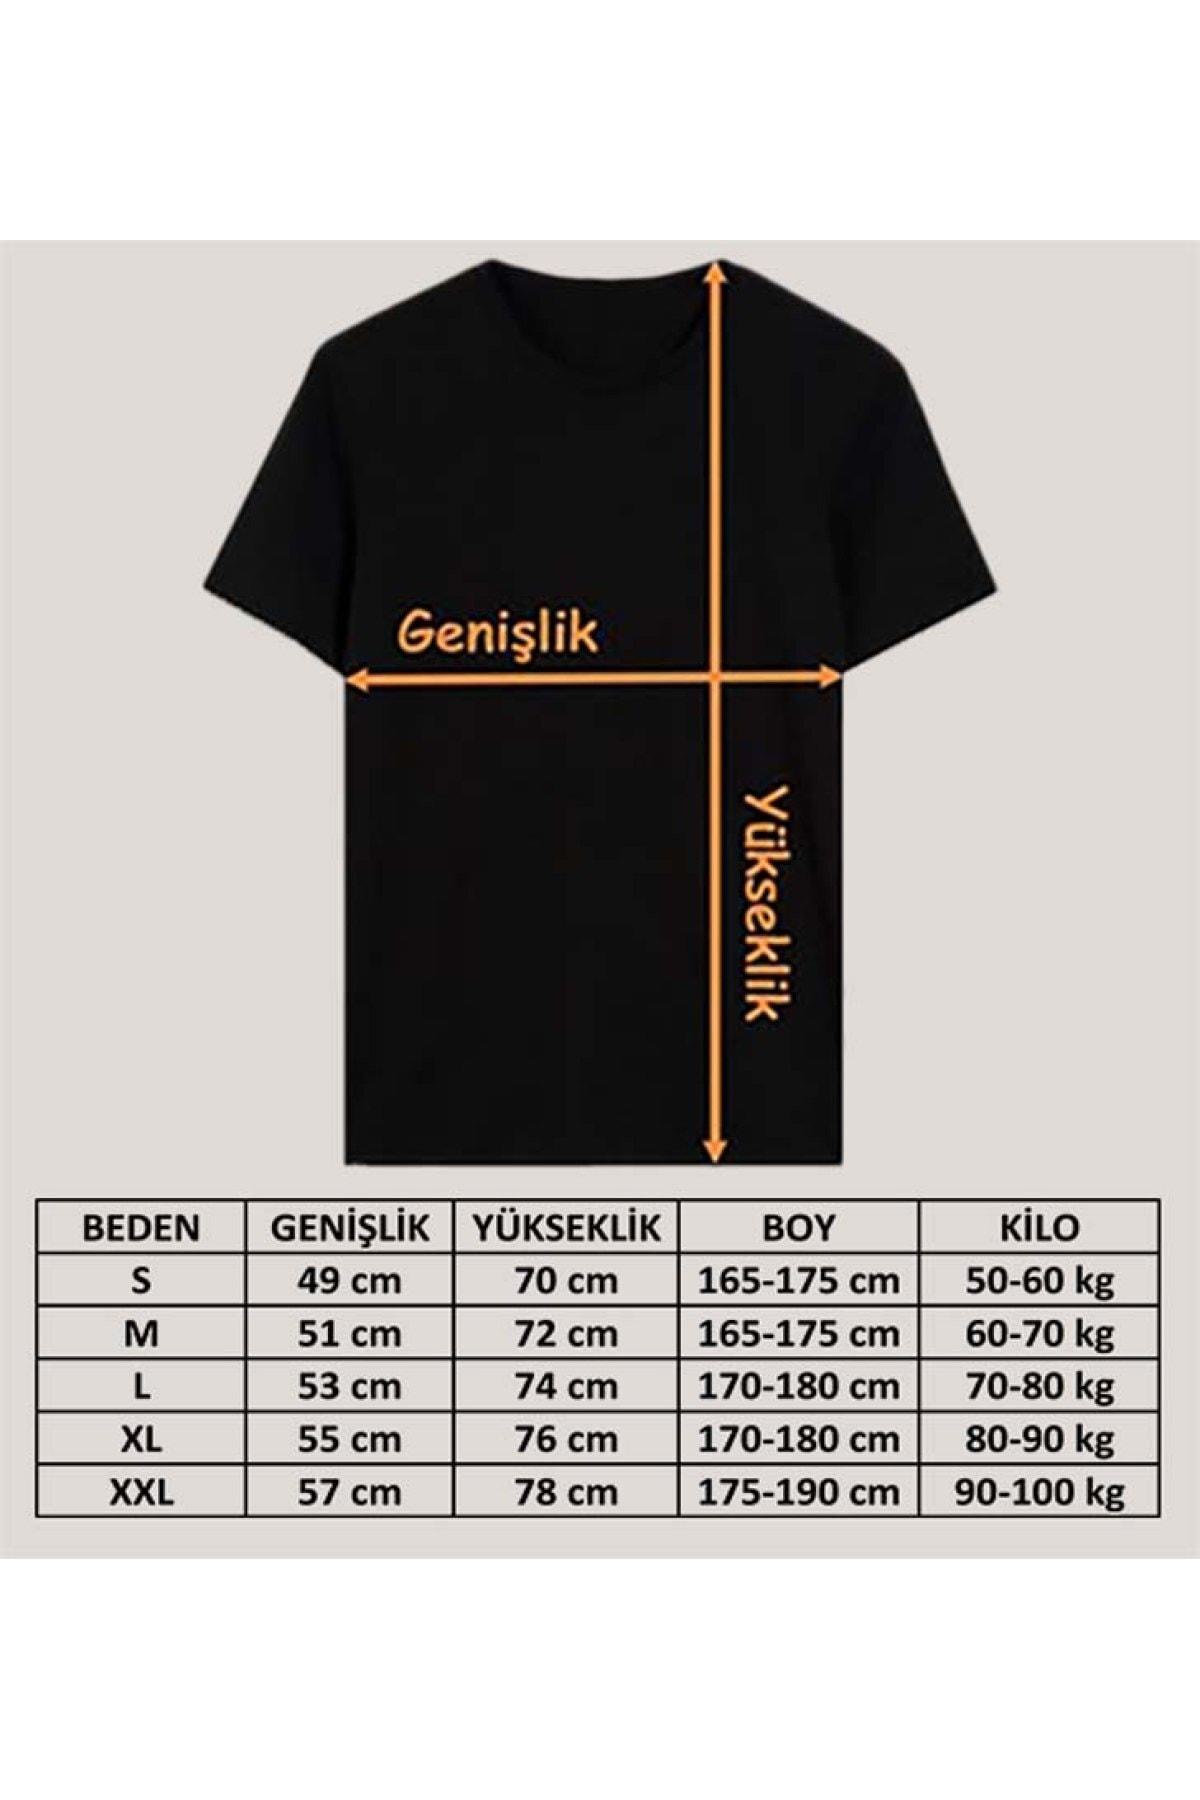 Genişlik
Yükseklik
BEDEN GENİŞLİK YÜKSEKLİK BOY KİLO
S 49 cm 70 cm 165-175 cm 50-60 kg
M 51 cm 72 cm 165-175 cm 60-70 kg
L 53 cm 74 cm 170-180 cm 70-80 kg
XL 55 cm 76 cm 170-180 cm 80-90 kg
XXL 57 cm 78 cm 175-190 cm 90-100 kg